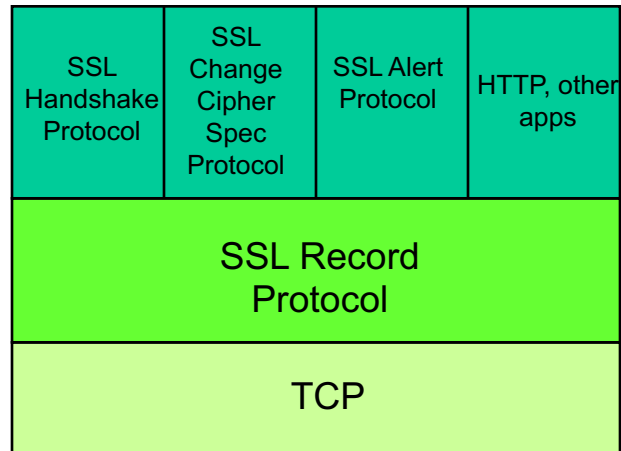 SSL
Handshake
Protocol
SSL
Change
Cipher
Spec
Protocol
SSL Alert
Protocol
HTTP, other
apps
SSL Record
Protocol
TCP